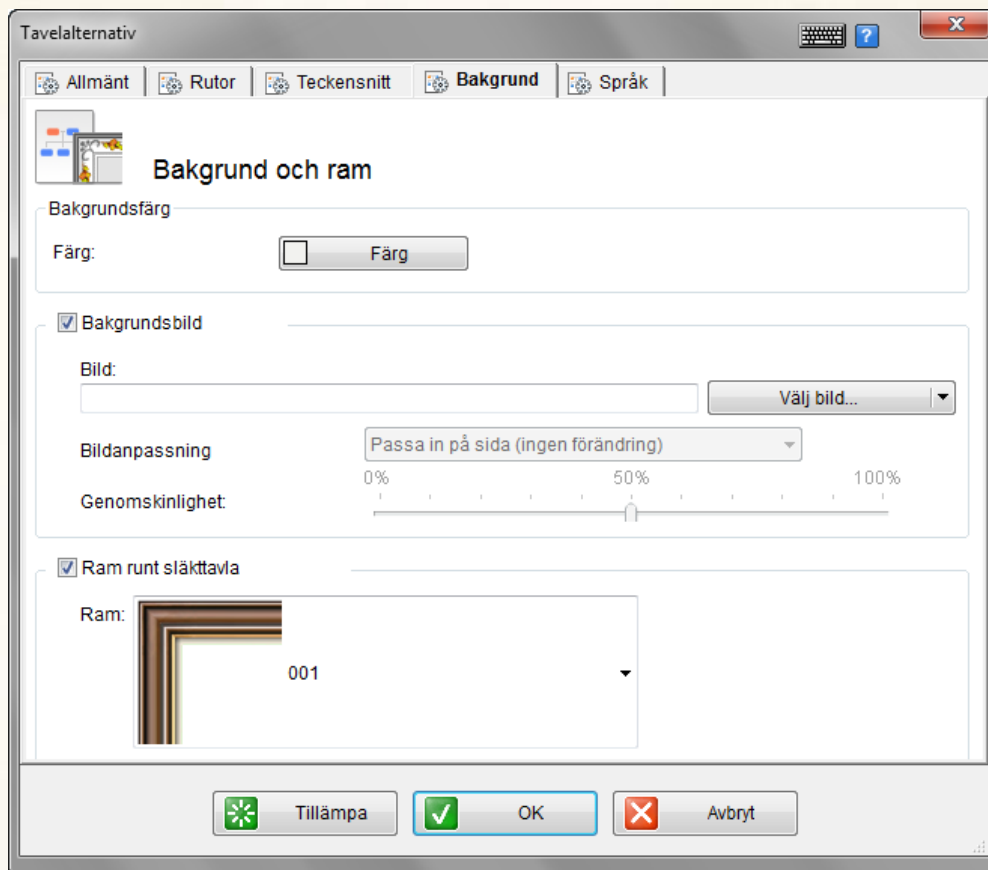 Tavelalternativ
Allmänt Rutor Teckensnitt Bakgrund Språk
Bakgrund och ram
Bakgrundsfärg
Färg: Färg
Bakgrundsbild
Bild:
Välj bild...
Bildanpassning Passa in på sida (ingen förändring)
0% 50% 100%
Genomskinlighet:
Ram runt släkttavla
Ram: 001
Tillämpa OK Avbryt